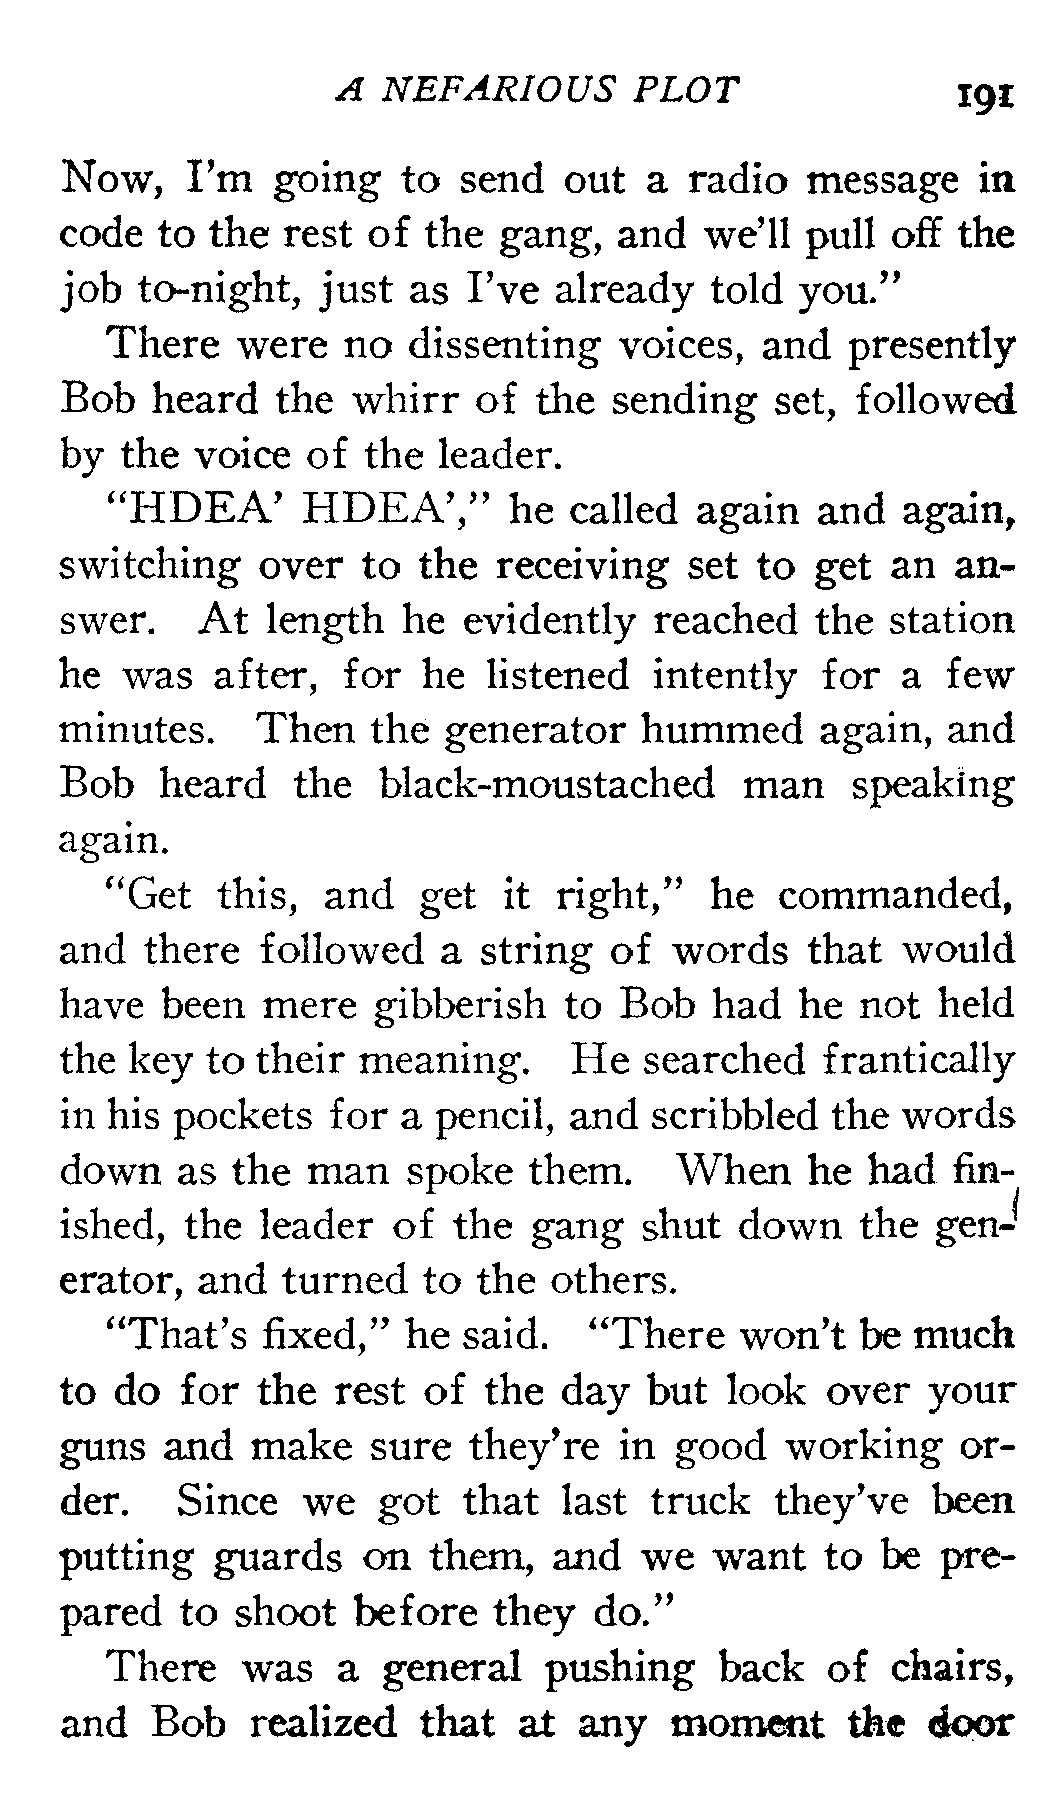 A NEFARIOUS PLOT 191
Now, I'm going to send out a radio message in
code to the rest of the gang, and we'll pull off the
job to-night, just as I've already told you."
There were no dissenting voices, and presently
Bob heard the whirr of the sending set, followed
by the voice of the leader.
"HDEA' HDEA'," he called again and again,
switching over to the receiving set to get an an-
swer. At length he evidently reached the station
he was after, for he listened intently for a few
minutes. Then the generator hummed again, and
Bob heard the black-moustached man speaking
again.
"Get this, and get it right," he commanded,
and there followed a string of words that would
have been mere gibberish to Bob had he not held
the key to their meaning. He searched frantically
in his pockets for a pencil, and scribbled the words
down as the man spoke them. When he had fin-
ished, the leader of the gang shut down the gen-
erator, and turned to the others.
"That's fixed," he said. "There won't be much
to do for the rest of the day but look over your
guns and make sure they're in good working or-
der. Since we got that last truck they've been
putting guards on them, and we want to be pre-
pared to shoot before they do."
There was a general pushing back of chairs,
and Bob realized that at any moment the door